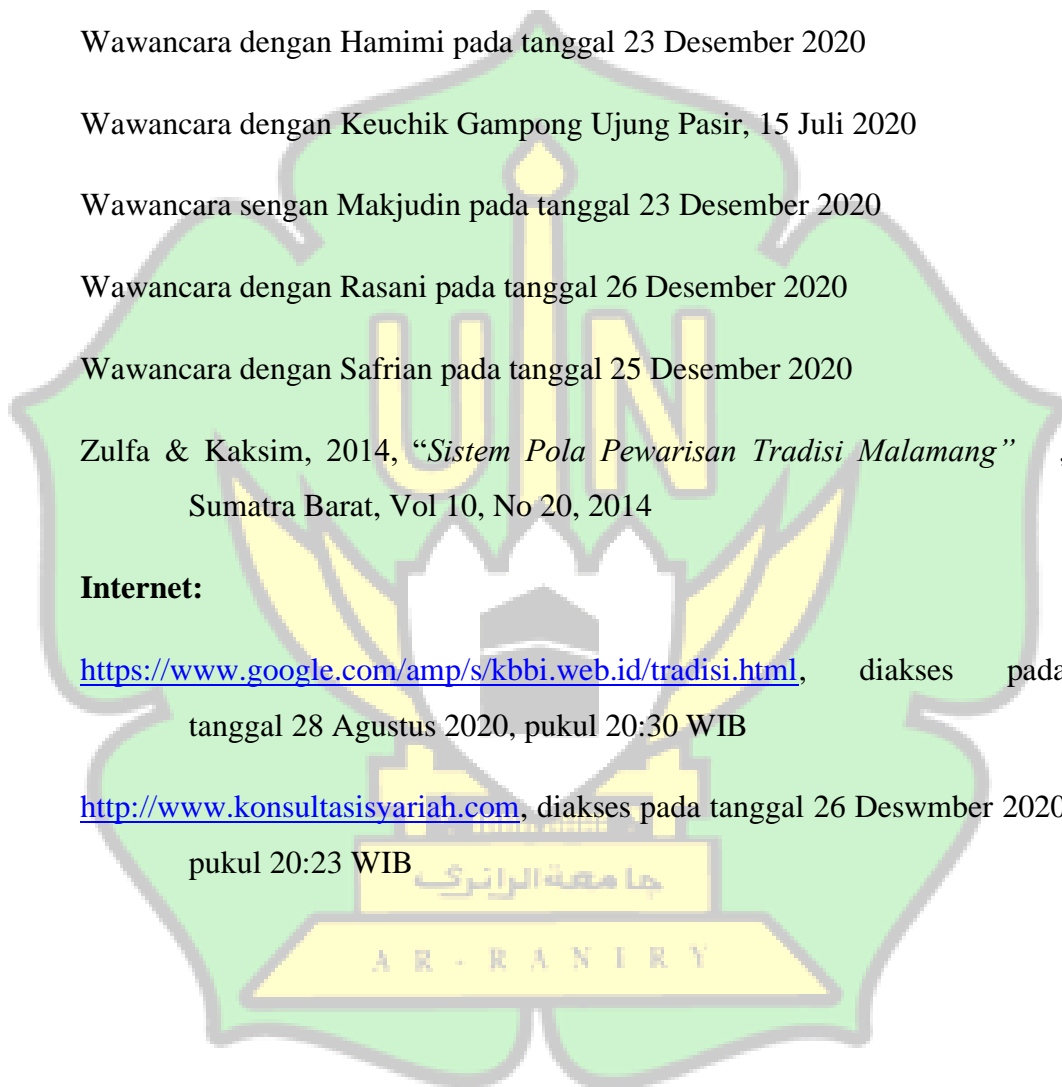 Wawancara dengan Hamimi pada tanggal 23 Desember 2020
Wawancara dengan Keuchik Gampong Ujung Pasir, 15 Juli 2020
Wawancara sengan Makjudin pada tanggal 23 Desember 2020
Wawancara dengan Rasani pada tanggal 26 Desember 2020
Wawancara dengan Safrian pada tanggal 25 Desember 2020
Zulfa & Kaksim, 2014, “Sistem Pola Pewarisan Tradisi Malamang” ,
Sumatra Barat, Vol 10, No 20, 2014
Internet:
https://www.google.com/amp/s/kbbi.web.id/tradisi.html, diakses pada
tanggal 28 Agustus 2020, pukul 20:30 WIB
http://www.konsultasisyariah.com, diakses pada tanggal 26 Deswmber 2020
pukul 20:23 WIB
UIN
جامعة الرانري
AR-RANIRY